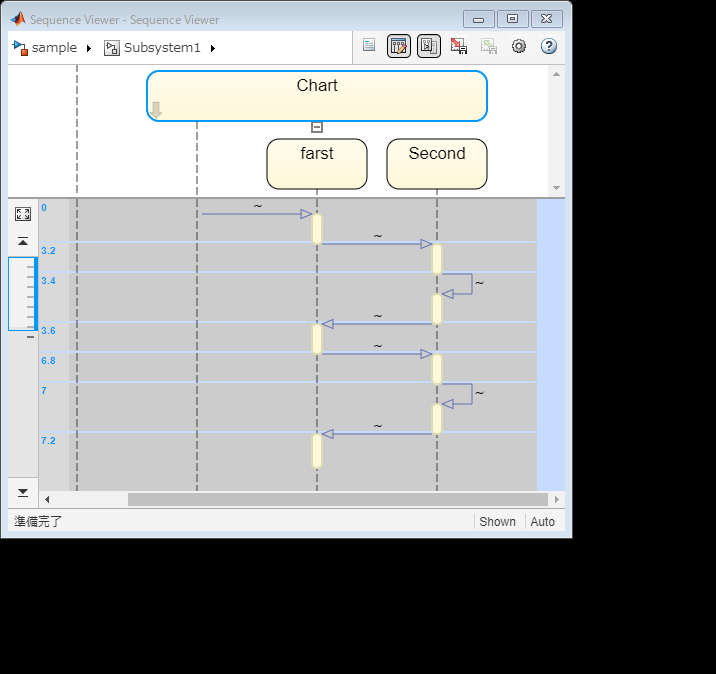 Sequence Viewer - Sequence Viewer
sample Subsystem1
Chart
farst Second
0
~
~
3.2
~
3.4
~
3.6
~
6.8
~
7
~
7.2
準備完了 Shown Auto